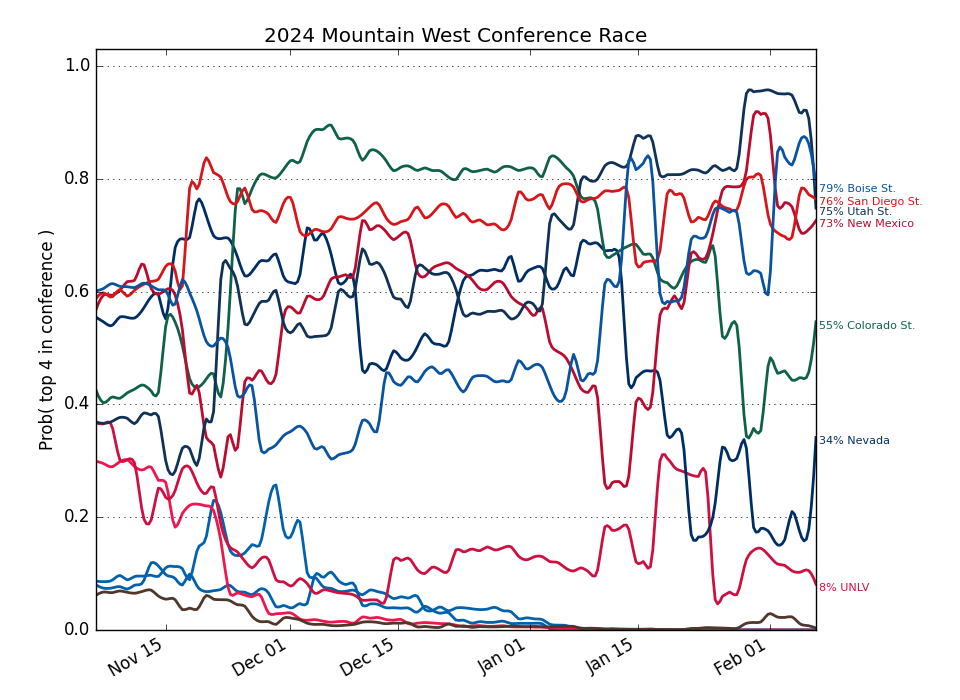 2024 Mountain West Conference Race
Prob( top 4 in conference )
1.0
0.8
0.6
0.4
0.2
0.0
Nov 15
Dec 01
Dec 15
Jan 01
Jan 15
Feb 01
79% Boise St.
76% San Diego St.
75% Utah St.
73% New Mexico
55% Colorado St.
34% Nevada
8% UNLV